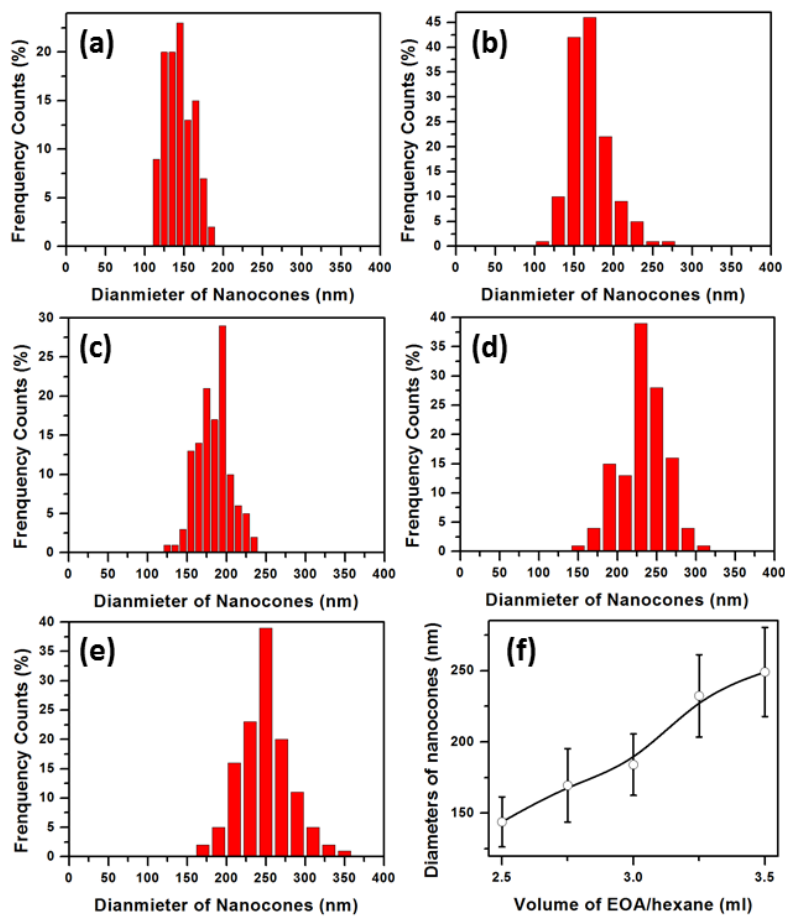 (a)
Frenquency Counts (%)
20
15
10
5
0
0 50 100 150 200 250 300 350 400
Dianmieter of Nanocones (nm)
(b)
Frenquency Counts (%)
45
40
35
30
25
20
15
10
5
0
0 50 100 150 200 250 300 350 400
Dianmieter of Nanocones (nm)
(c)
Frenquency Counts (%)
30
25
20
15
10
5
0
0 50 100 150 200 250 300 350 400
Dianmieter of Nanocones (nm)
(d)
Frenquency Counts (%)
40
35
30
25
20
15
10
5
0
0 50 100 150 200 250 300 350 400
Dianmieter of Nanocones (nm)
(e)
Frenquency Counts (%)
40
35
30
25
20
15
10
5
0
0 50 100 150 200 250 300 350 400
Dianmieter of Nanocones (nm)
(f)
Diameters of nanocones (nm)
250
200
150
2.5 3.0 3.5
Volume of EOA/hexane (ml)